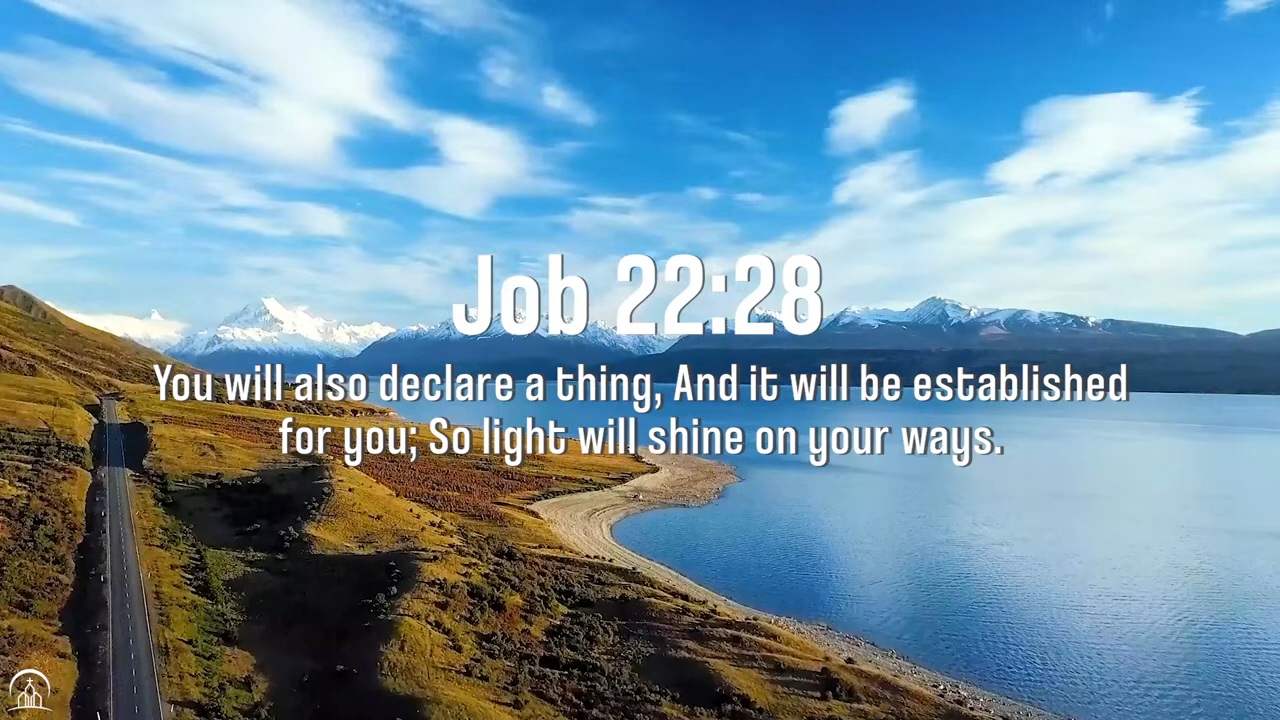 Job 22:28
You will also declare a thing, And it will be established
for you; So light will shine on your ways.